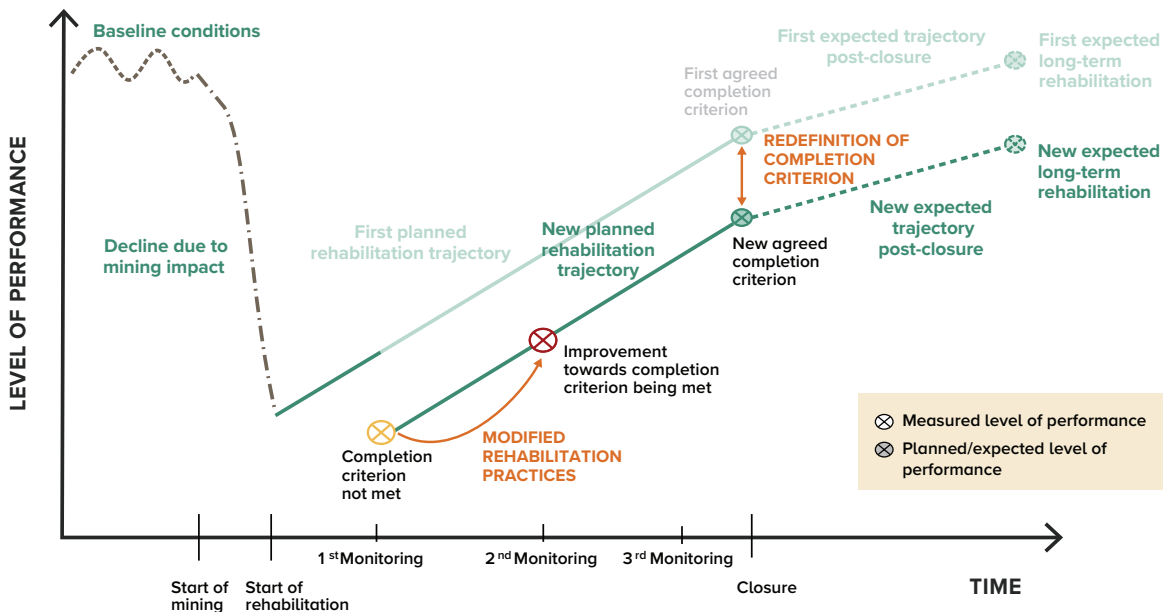 LEVEL OF PERFORMANCE
Baseline conditions
Decline due to
mining impact
First planned
rehabilitation trajectory
New planned
rehabilitation
trajectory
First expected trajectory
post-closure
First expected
long-term
rehabilitation
First agreed
completion
criterion
REDEFINITION OF
COMPLETION
CRITERION
New expected
long-term
rehabilitation
New expected
trajectory
post-closure
New agreed
completion
criterion
Improvement
towards completion
criterion being met
MODIFIED
REHABILITATION
PRACTICES
Completion
criterion
not met
Measured level of performance
Planned/expected level of
performance
1st Monitoring
2nd Monitoring
3rd Monitoring
Start of
mining
Start of
rehabilitation
Closure
TIME